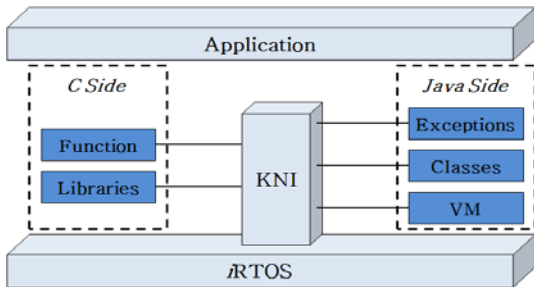 Application
C Side
Function
Libraries
KNI
Java Side
Exceptions
Classes
VM
iRTOS